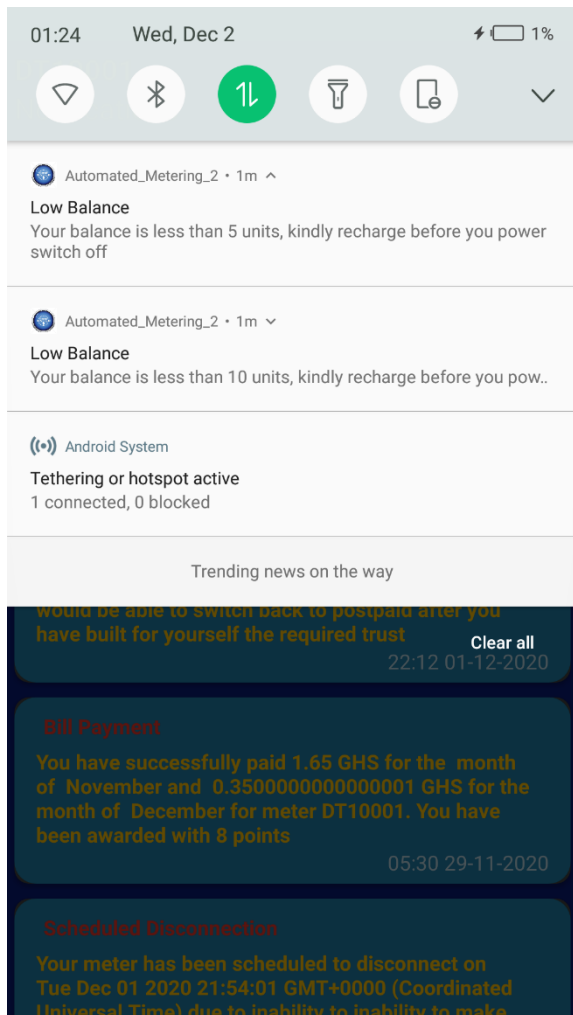 01:24 Wed, Dec 2 1%
Automated_Metering_2 • 1m
Low Balance
Your balance is less than 5 units, kindly recharge before you power
switch off
Automated_Metering_2 • 1m
Low Balance
Your balance is less than 10 units, kindly recharge before you pow..
Android System
Tethering or hotspot active
1 connected, 0 blocked
Trending news on the way
would be able to switch back to postpaid after you
have built for yourself the required trust
Clear all
22:12 01-12-2020
Bill Payment
You have successfully paid 1.65 GHS for the month
of November and 0.3500000000000001 GHS for the
month of December for meter DT10001. You have
been awarded with 8 points
05:30 29-11-2020
Scheduled Disconnection
Your meter has been scheduled to disconnect on
Tue Dec 01 2020 21:54:01 GMT+0000 (Coordinated
Universal Time) due to inability to inability to make